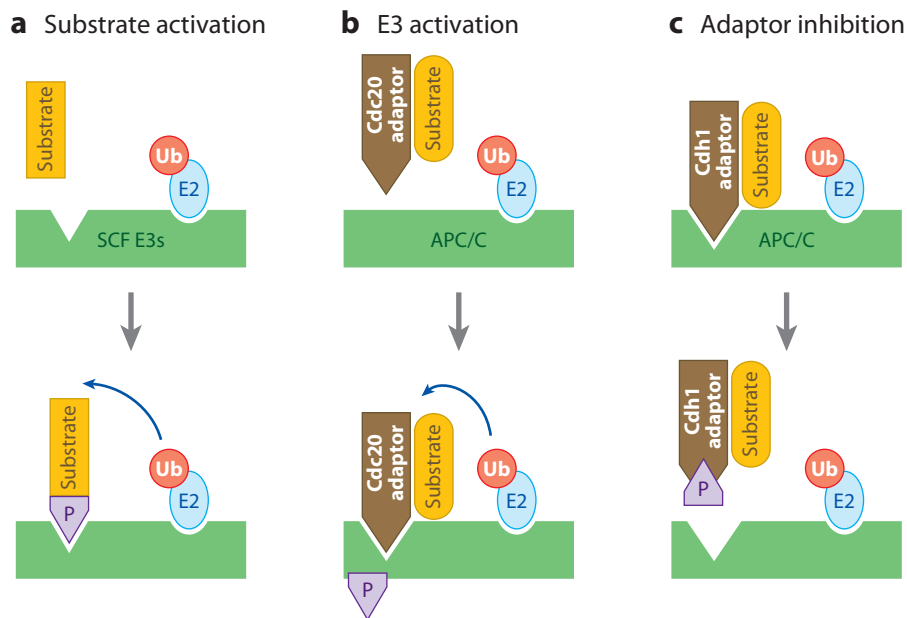 a Substrate activation
Substrate
Ub
E2
SCF E3s
Substrate
P
Ub
E2
b E3 activation
Cdc20
adaptor
Substrate
Ub
E2
APC/C
Cdc20
adaptor
Substrate
Ub
E2
P
c Adaptor inhibition
Cdh1
adaptor
Substrate
Ub
E2
APC/C
Cdh1
adaptor
Substrate
P
Ub
E2